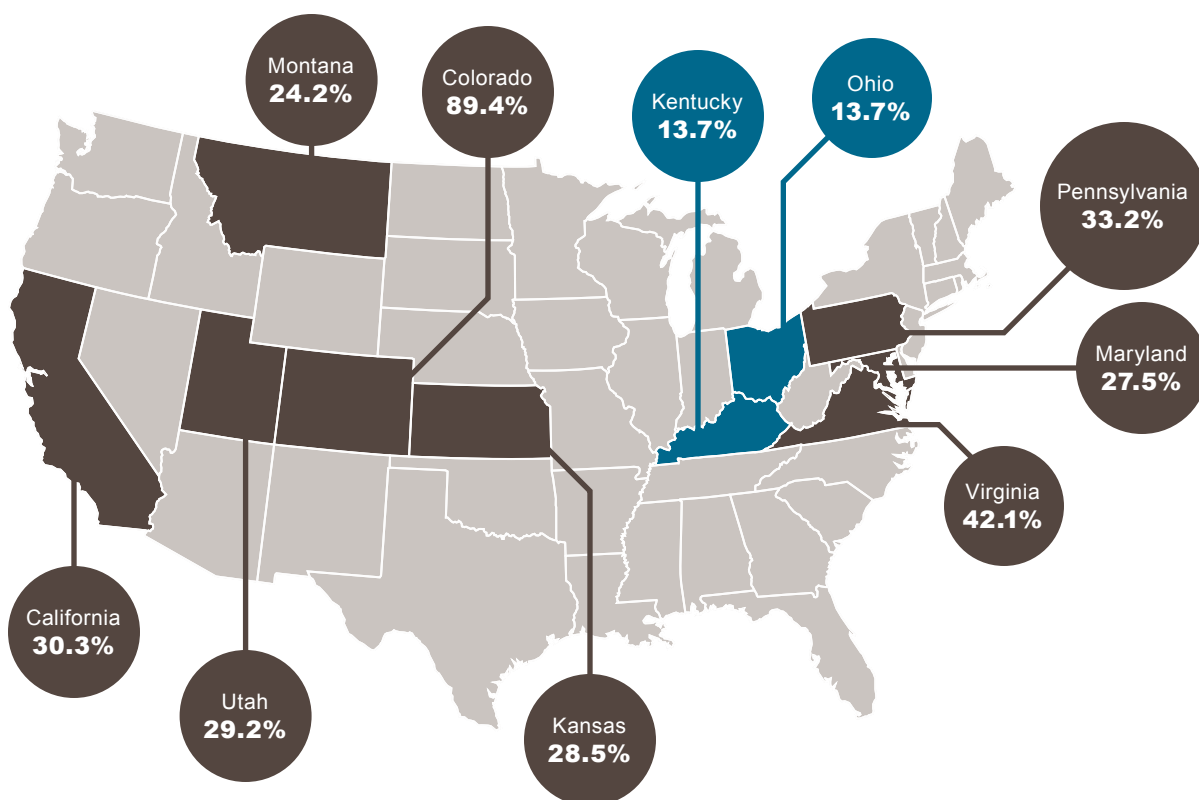 Montana
24.2%
Colorado
89.4%
Kentucky
13.7%
Ohio
13.7%
Pennsylvania
33.2%
Maryland
27.5%
Virginia
42.1%
California
30.3%
Utah
29.2%
Kansas
28.5%